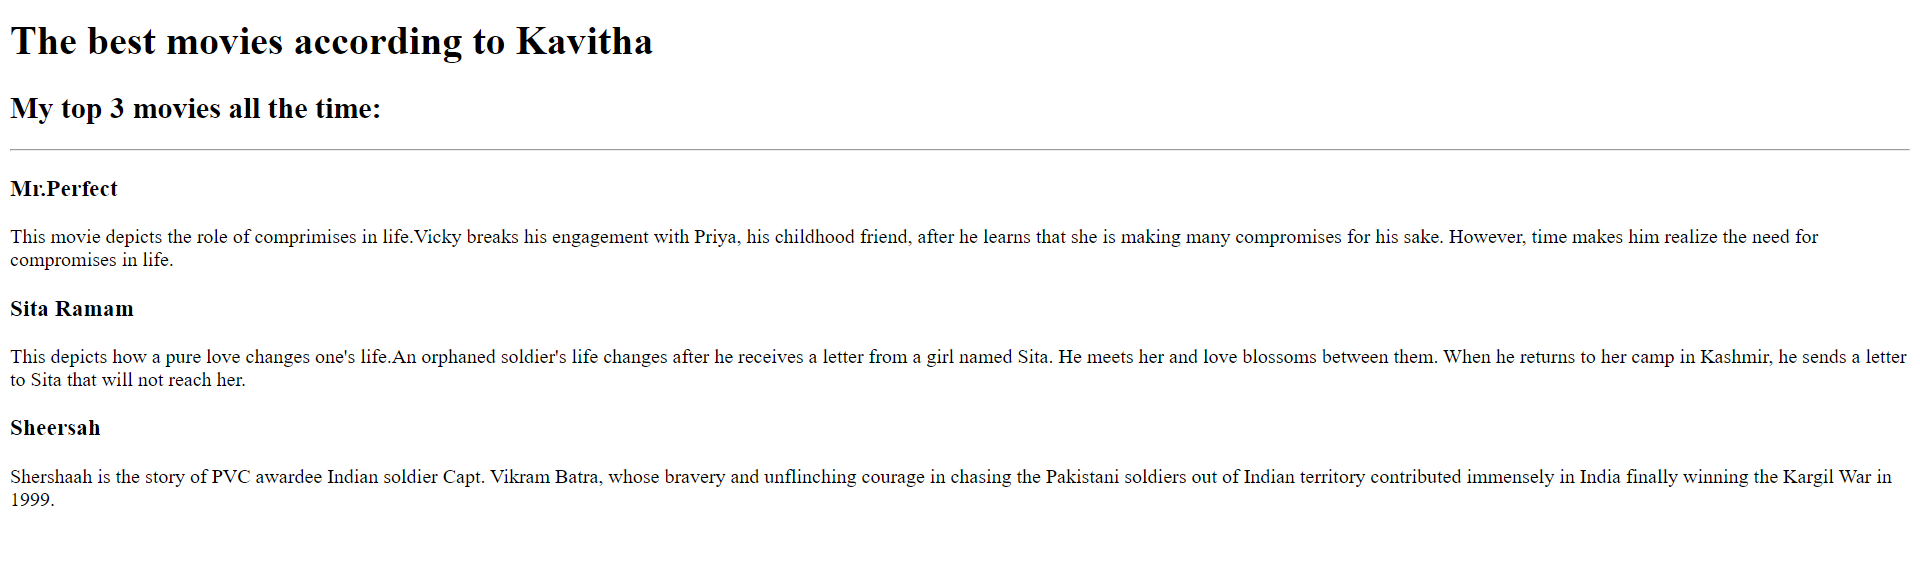 The best movies according to Kavitha
My top 3 movies all the time:
Mr.Perfect
This movie depicts the role of comprimises in life.Vicky breaks his engagement with Priya, his childhood friend, after he learns that she is making many compromises for his sake. However, time makes him realize the need for
compromises in life.
Sita Ramam
This depicts how a pure love changes one's life.An orphaned soldier's life changes after he receives a letter from a girl named Sita. He meets her and love blossoms between them. When he returns to her camp in Kashmir, he sends a letter
to Sita that will not reach her.
Sheersah
Shershaah is the story of PVC awardee Indian soldier Capt. Vikram Batra, whose bravery and unflinching courage in chasing the Pakistani soldiers out of Indian territory contributed immensely in India finally winning the Kargil War in
1999.